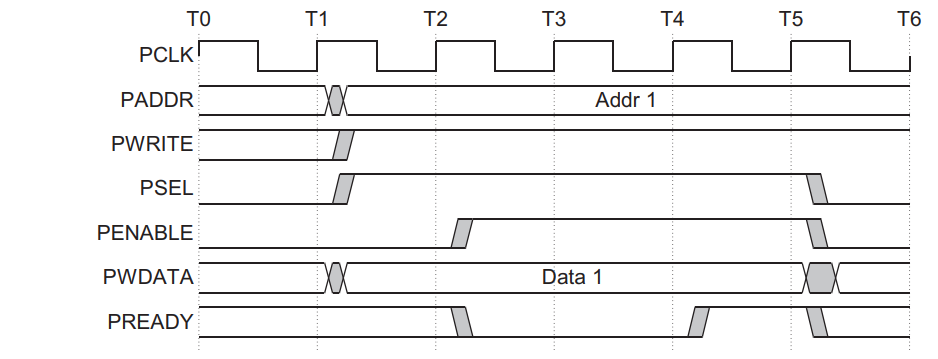 T0 T1 T2 T3 T4 T5 T6
PCLK
PADDR Addr 1
PWRITE
PSEL
PENABLE
PWDATA Data 1
PREADY